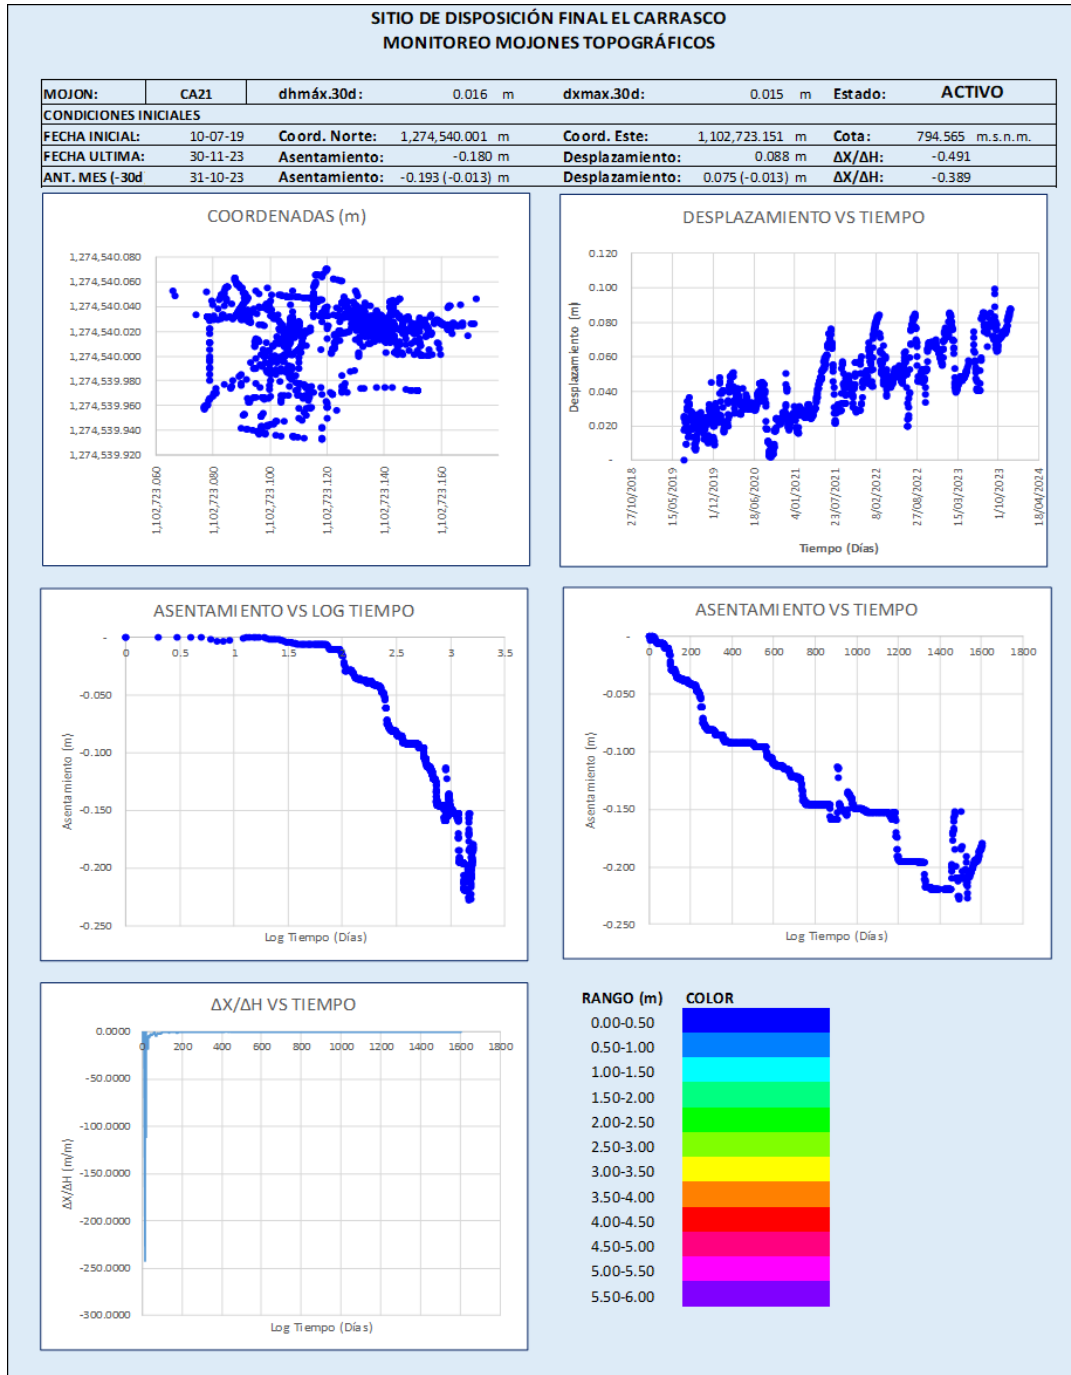 SITIO DE DISPOSICIÓN FINAL EL CARRASCO
MONITOREO MOJONES TOPOGRÁFICOS
MOJON: CA21 dhmáx.30d: 0.016 m dxmax.30d: 0.015 m Estado: ACTIVO
CONDICIONES INICIALES
FECHA INICIAL: 10-07-19 Coord. Norte: 1,274,540.001 m Coord. Este: 1,102,723.151 m Cota: 794.565 m.s.n.m.
FECHA ULTIMA: 30-11-23 Asentamiento: -0.180 m Desplazamiento: 0.088 m ΔX/ΔH: -0.491
ANT. MES (-30d 31-10-23 Asentamiento: -0.193 (-0.013) m Desplazamiento: 0.075 (-0.013) m ΔX/ΔH: -0.389
COORDENADAS (m)
1,274,540.080
1,274,540.060
1,274,540.040
1,274,540.020
1,274,540.000
1,274,539.980
1,274,539.960
1,274,539.940
1,274,539.920
1,102,723.060
1,102,723.080
1,102,723.100
1,102,723.120
1,102,723.140
1,102,723.160
DESPLAZAMIENTO VS TIEMPO
0.120
0.100
0.080
0.060
0.040
0.020
-
Desplazamiento (m)
27/10/2018
15/05/2019
1/12/2019
18/06/2020
4/01/2021
23/07/2021
8/02/2022
27/08/2022
15/03/2023
1/10/2023
18/04/2024
Tiempo (Días)
ASENTAMIENTO VS LOG TIEMPO
-
0 0.5 1 1.5 2 2.5 3 3.5
-0.050
-0.100
-0.150
-0.200
-0.250
Asentamiento (m)
Log Tiempo (Días)
ASENTAMIENTO VS TIEMPO
-
0 200 400 600 800 1000 1200 1400 1600 1800
-0.050
-0.100
-0.150
-0.200
-0.250
Asentamiento (m)
Log Tiempo (Días)
ΔX/ΔH VS TIEMPO
0.0000
0 200 400 600 800 1000 1200 1400 1600 1800
-50.0000
-100.0000
-150.0000
-200.0000
-250.0000
-300.0000
ΔX/ΔH (m/m)
Log Tiempo (Días)
RANGO (m) COLOR
0.00-0.50
0.50-1.00
1.00-1.50
1.50-2.00
2.00-2.50
2.50-3.00
3.00-3.50
3.50-4.00
4.00-4.50
4.50-5.00
5.00-5.50
5.50-6.00